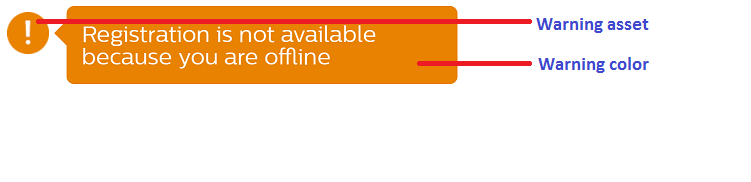 !
Registration is not available
because you are offline
Warning asset
Warning color